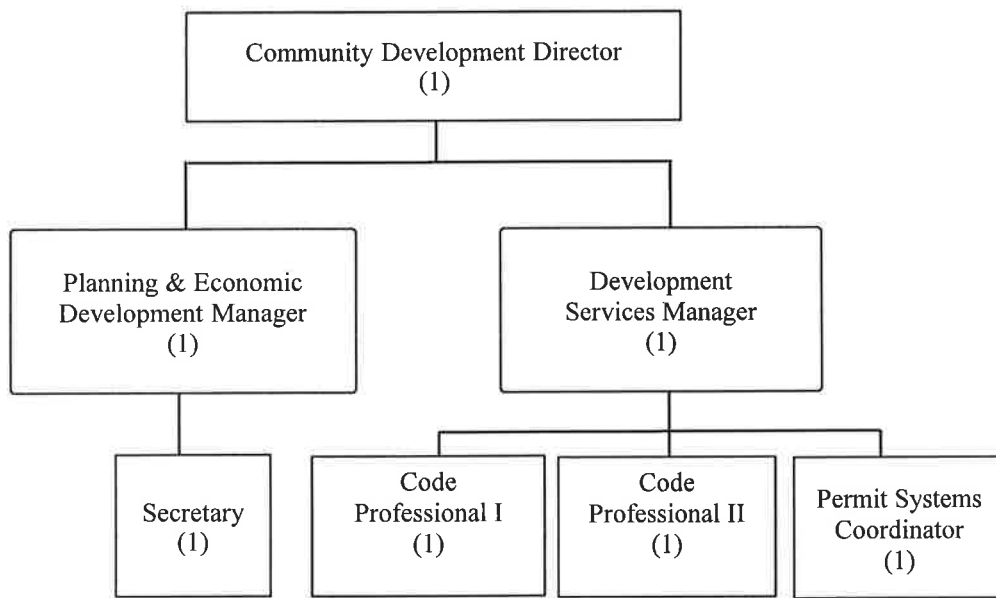 Community Development Director
(1)
Planning & Economic
Development Manager
(1)
Development
Services Manager
(1)
Secretary
(1)
Code
Professional I
(1)
Code
Professional II
(1)
Permit Systems
Coordinator
(1)